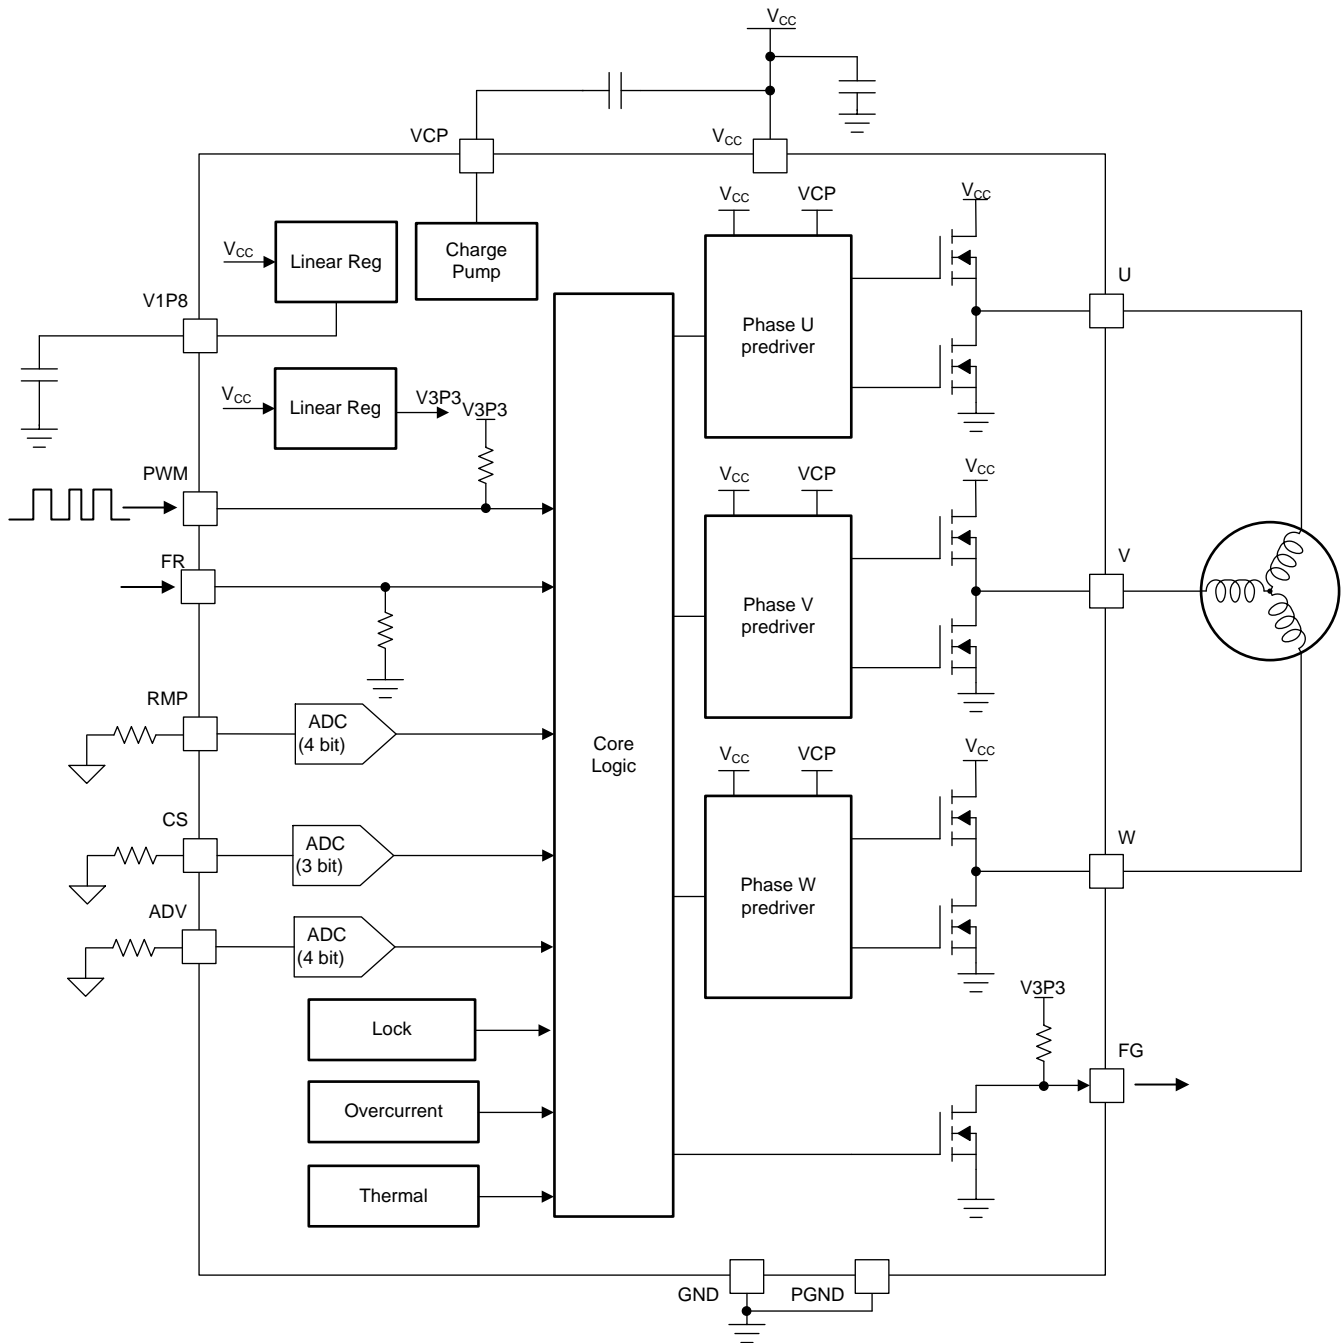 VCC
VCP
VCC
VCC
VCP
VCC
VCC
Linear Reg
Charge
Pump
U
V1P8
Phase U
predriver
VCC
Linear Reg
V3P3
V3P3
PWM
VCC
VCP
VCC
FR
V
Phase V
predriver
RMP
ADC
(4 bit)
Core
Logic
VCC
VCP
VCC
CS
ADC
(3 bit)
W
Phase W
predriver
ADV
ADC
(4 bit)
V3P3
Lock
FG
Overcurrent
Thermal
GND
PGND